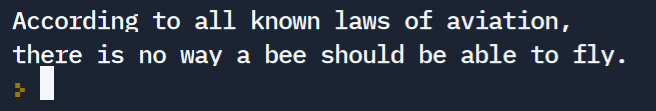 According to all known laws of aviation,
there is no way a bee should be able to fly.
>